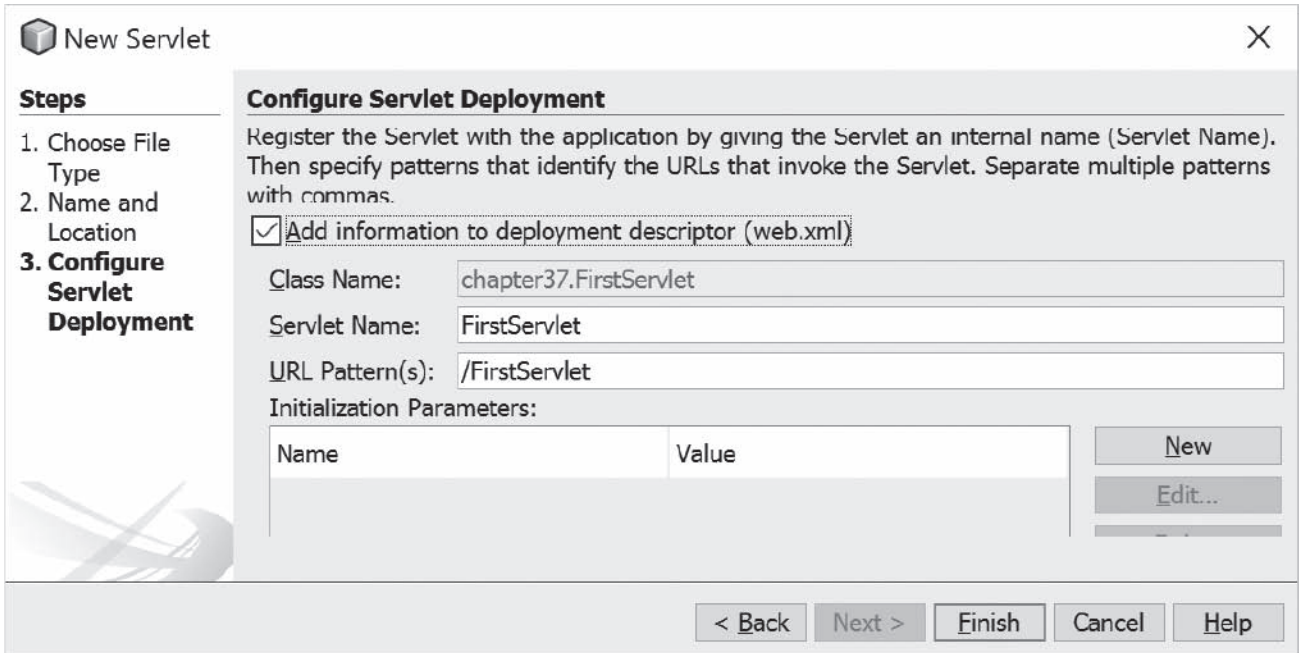 New Servlet
Steps
1. Choose File
Type
2. Name and
Location
3. Configure
Servlet
Deployment
Configure Servlet Deployment
Register the Servlet with the application by giving the Servlet an internal name (Servlet Name).
Then specify patterns that identify the URLs that invoke the Servlet. Separate multiple patterns
with commas.
Add information to deployment descriptor (web.xml)
Class Name: chapter37.FirstServlet
Servlet Name: FirstServlet
URL Pattern(s): /FirstServlet
Initialization Parameters:
Name Value
New
Edit...
< Back Next > Finish Cancel Help